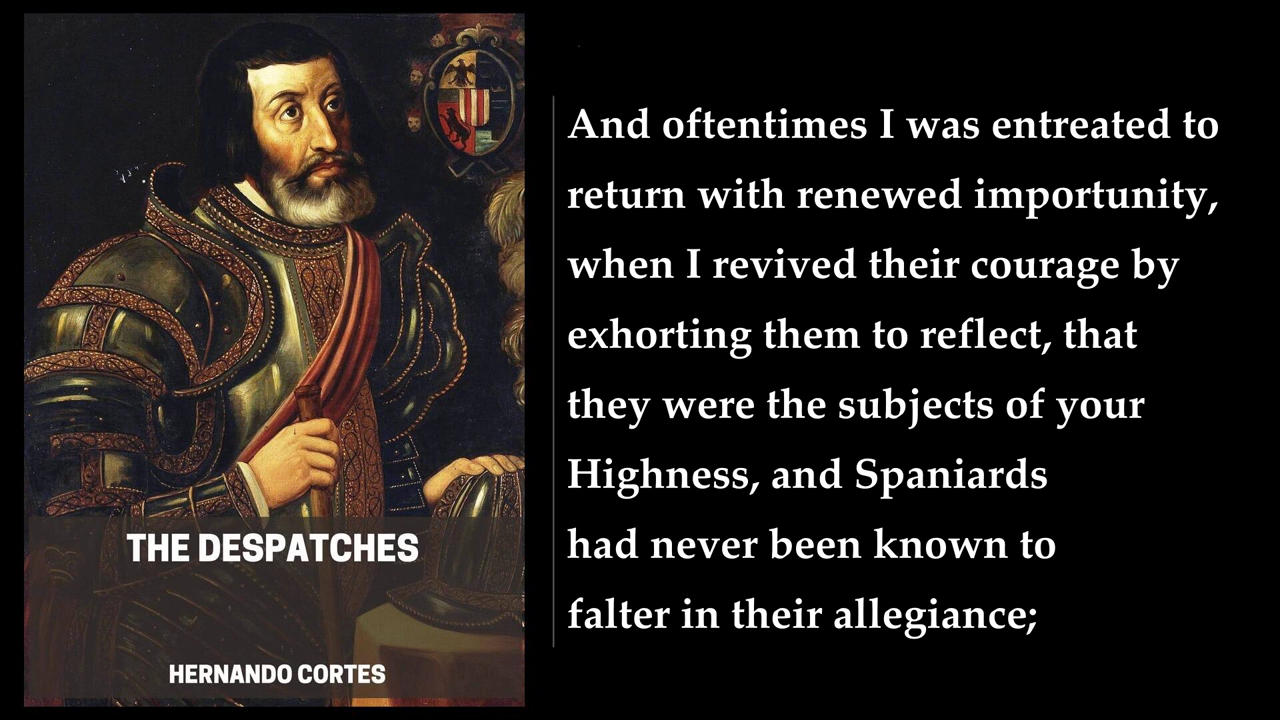 THE DESPATCHES
HERNANDO CORTES
And oftentimes I was entreated to
return with renewed importunity,
when I revived their courage by
exhorting them to reflect, that
they were the subjects of your
Highness, and Spaniards
had never been known to
falter in their allegiance;